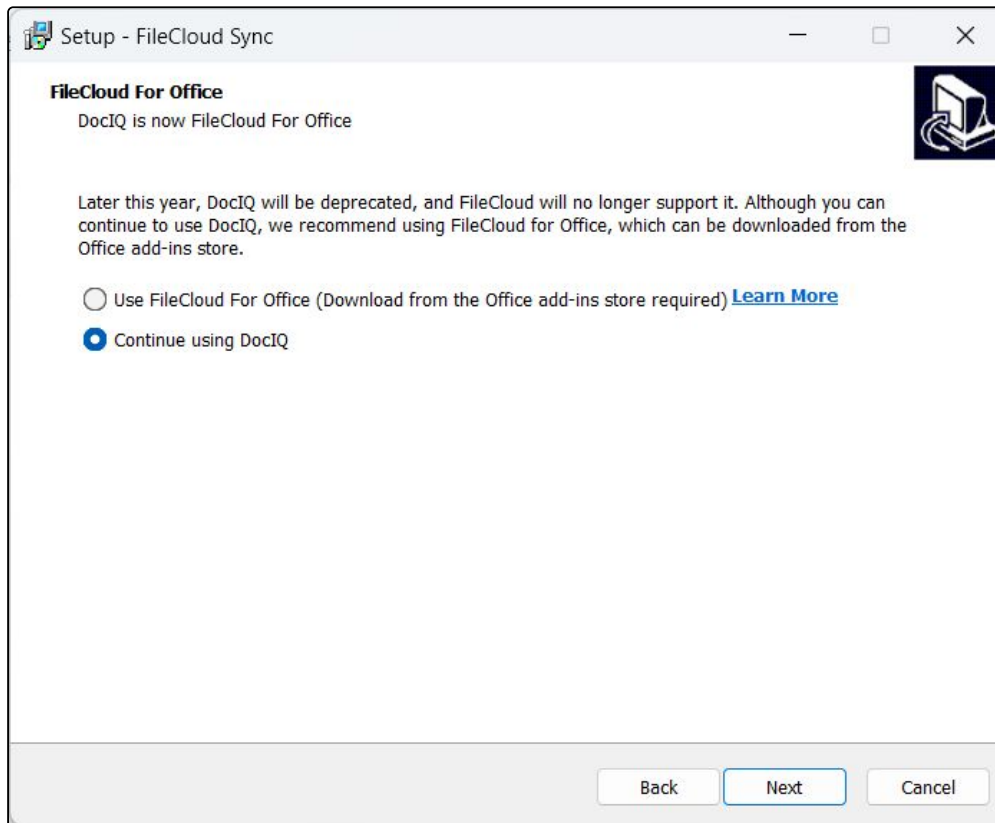 Setup - FileCloud Sync
FileCloud For Office
DocIQ is now FileCloud For Office
Later this year, DocIQ will be deprecated, and FileCloud will no longer support it. Although you can
continue to use DocIQ, we recommend using FileCloud for Office, which can be downloaded from the
Office add-ins store.
Use FileCloud For Office (Download from the Office add-ins store required) Learn More
Continue using DocIQ
Back Next Cancel